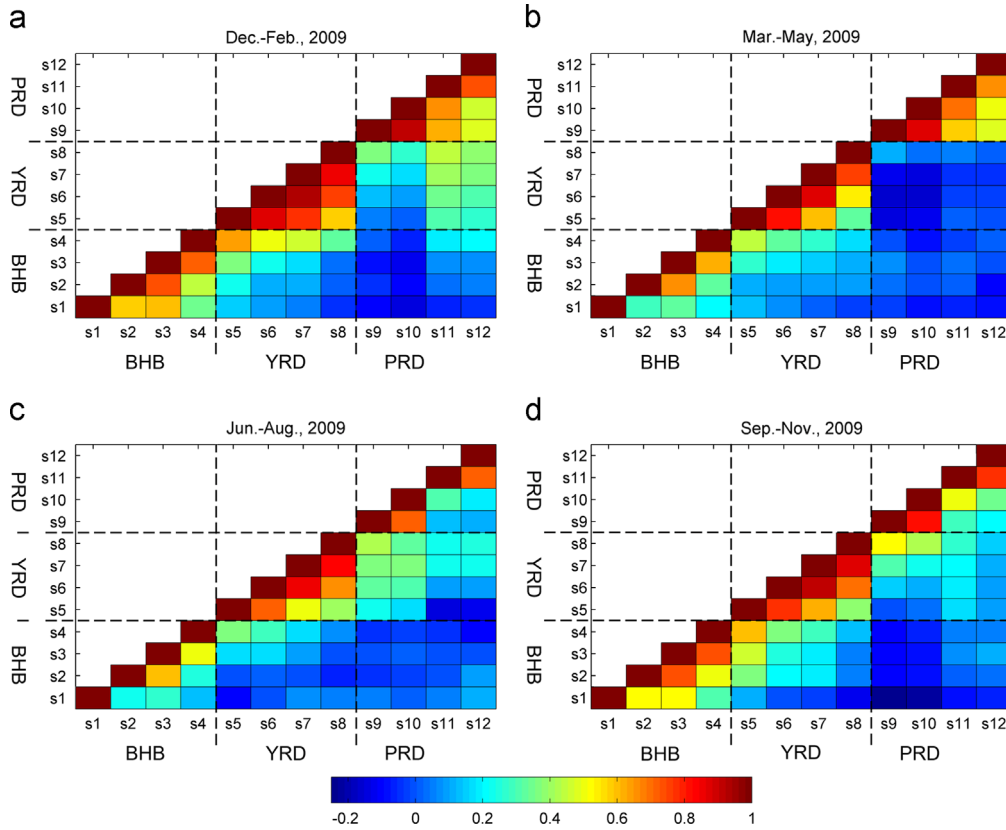 a
b
Dec.-Feb., 2009
Mar.-May, 2009
s12
s11
s10
s9
s8
s7
s6
s5
s4
s3
s2
s1
PRD
YRD
BHB
s1 s2 s3 s4 s5 s6 s7 s8 s9 s10 s11 s12
BHB YRD PRD
s12
s11
s10
s9
s8
s7
s6
s5
s4
s3
s2
s1
PRD
YRD
BHB
s1 s2 s3 s4 s5 s6 s7 s8 s9 s10 s11 s12
BHB YRD PRD
c
d
Jun.-Aug., 2009
Sep.-Nov., 2009
s12
s11
s10
s9
s8
s7
s6
s5
s4
s3
s2
s1
PRD
YRD
BHB
s1 s2 s3 s4 s5 s6 s7 s8 s9 s10 s11 s12
BHB YRD PRD
s12
s11
s10
s9
s8
s7
s6
s5
s4
s3
s2
s1
PRD
YRD
BHB
s1 s2 s3 s4 s5 s6 s7 s8 s9 s10 s11 s12
BHB YRD PRD
-0.2 0 0.2 0.4 0.6 0.8 1